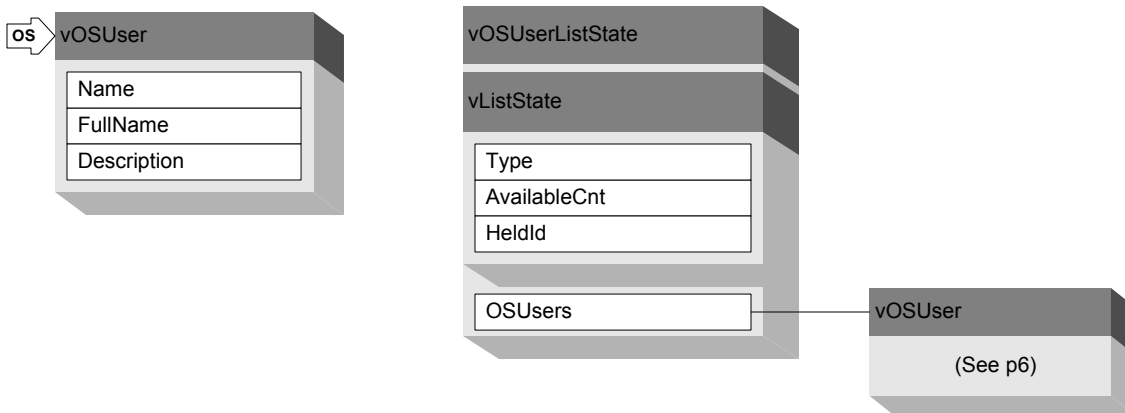 OS
vOSUser
Name
FullName
Description
vOSUserListState
vListState
Type
AvailableCnt
HeldId
OSUsers
vOSUser
(See p6)